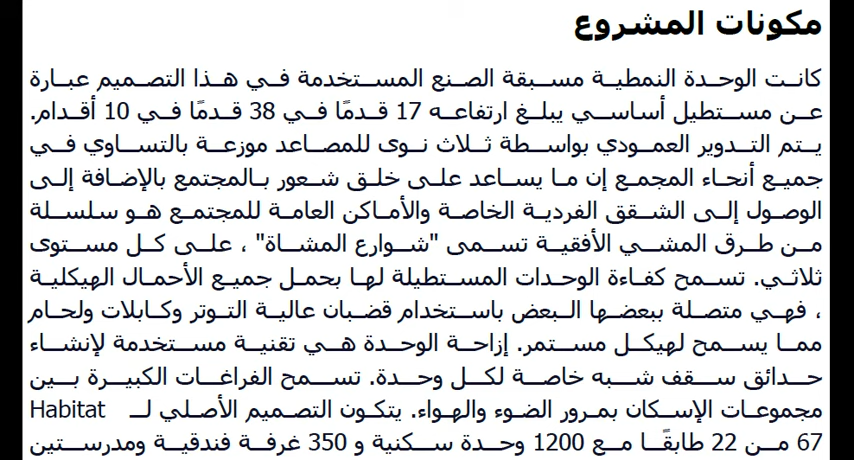 مكونات المشروع
كانت الوحدة النمطية مسبقة الصنع المستخدمة في هذا التصميم عبارة
عن مستطيل أساسي يبلغ ارتفاعه 17 قدمًا في 38 قدمًا في 10 أقدام.
يتم التدوير العمودي بواسطة ثلاث نوى للمصاعد موزعة بالتساوي في
جميع أنحاء المجمع إن ما يساعد على خلق شعور بالمجتمع بالإضافة إلى
الوصول إلى الشقق الفردية الخاصة والأماكن العامة للمجتمع هو سلسلة
من طرق المشي الأفقية تسمى "شوارع المشاة" ، على كل مستوى
ثلاثي. تسمح كفاءة الوحدات المستطيلة لها بحمل جميع الأحمال الهيكلية
، فهي متصلة ببعضها البعض باستخدام قضبان عالية التوتر وكابلات ولحام
مما يسمح لهيكل مستمر. إزاحة الوحدة هي تقنية مستخدمة لإنشاء
حدائق سقف شبه خاصة لكل وحدة. تسمح الفراغات الكبيرة بين
مجموعات الإسكان بمرور الضوء والهواء. يتكون التصميم الأصلي لـ Habitat
67 من 22 طابقًا مع 1200 وحدة سكنية و 350 غرفة فندقية ومدرستين